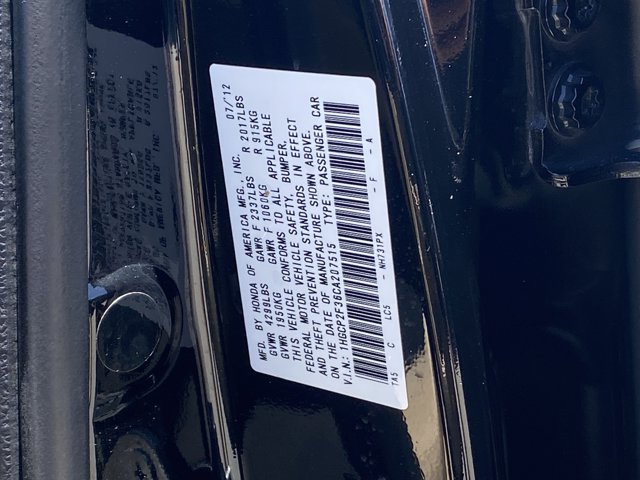 MFD. BY HONDA OF AMERICA MFG., INC. 07/'12
GVWR 4299LBS GAWR F 2337LBS R 2017LBS
GVWR 1950KG GAWR F 1060KG R 915KG
THIS VEHICLE CONFORMS TO ALL APPLICABLE
FEDERAL MOTOR VEHICLE SAFETY, BUMPER,
AND THEFT PREVENTION STANDARDS IN EFFECT
ON THE DATE OF MANUFACTURE SHOWN ABOVE.
V.I.N.: 1HGCP2F36CA207515 TYPE: PASSENGER CAR
TA5 C LC5 - NH731PX - F - A